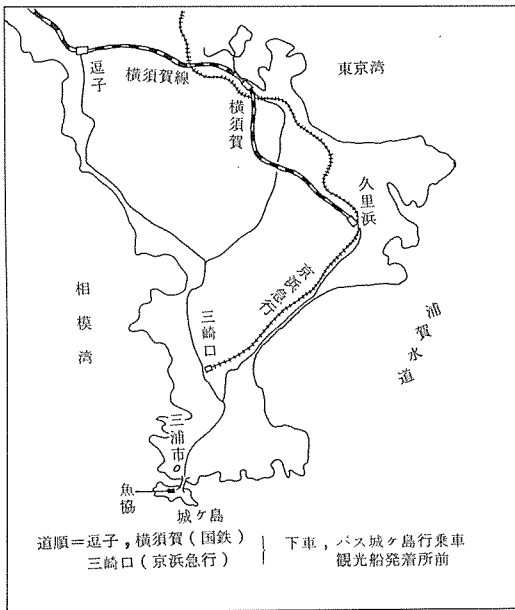 東京湾
逗子
横須賀線
横須賀
久里浜
京浜急行
相模湾
三崎口
浦賀水道
三浦市
魚協
城ケ島
道順=逗子,横須賀(国鉄)
三崎口(京浜急行)
下車,バス城ケ島行乗車
観光船発着所前